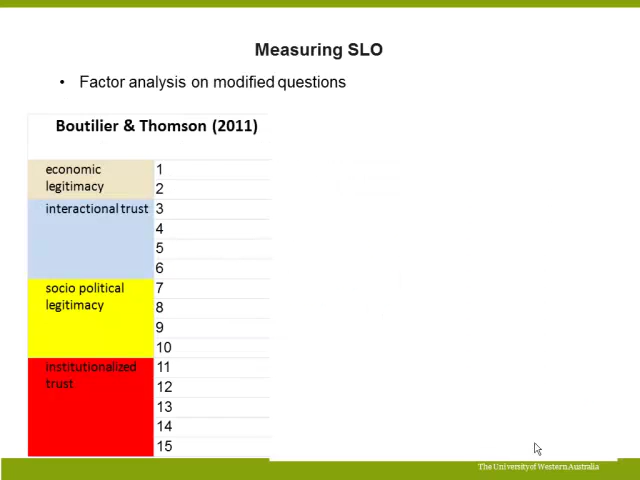 Measuring SLO
• Factor analysis on modified questions
Boutilier & Thomson (2011)
economic legitimacy
1
2
interactional trust
3
4
5
6
socio political legitimacy
7
8
9
10
institutionalized trust
11
12
13
14
15
The University of Western Australia